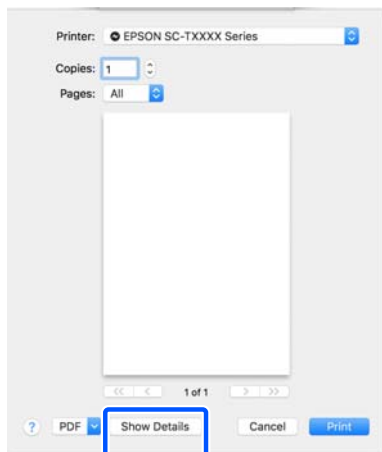 Printer: EPSON SC-TXXXX Series
Copies: 1
Pages: All
<< < 1 of 1 > >>
? PDF Show Details Cancel Print